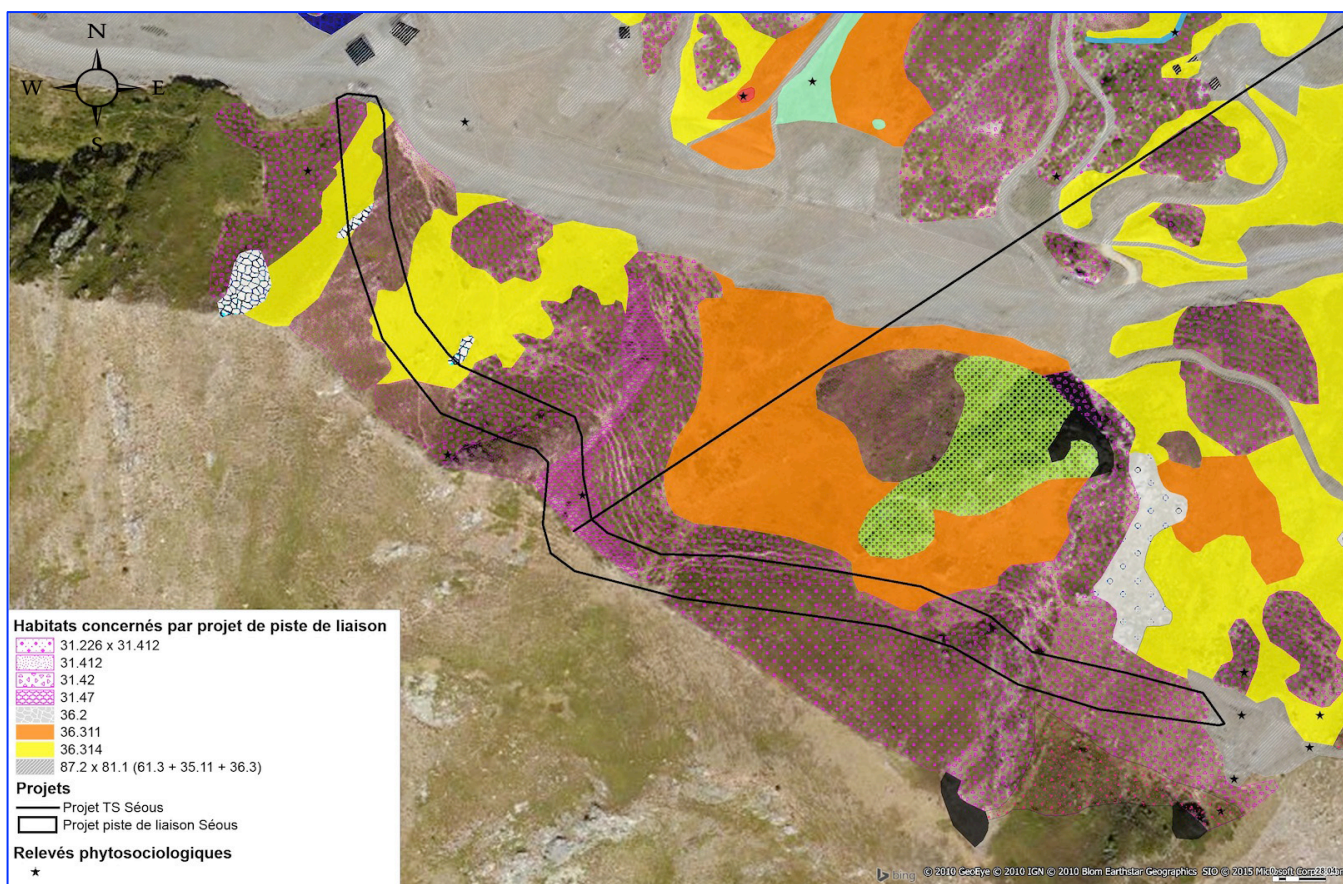 N
W E
S
Habitats concernés par projet de piste de liaison
31.226 x 31.412
31.412
31.42
31.47
36.2
36.311
36.314
87.2 x 81.1 (61.3 + 35.11 + 36.3)
Projets
Projet TS Séous
Projet piste de liaison Séous
Relevés phytosociologiques
bing © 2010 GeoEye © 2010 IGN © 2010 Blom Earthstar Geographics SIO © 2015 Microsoft